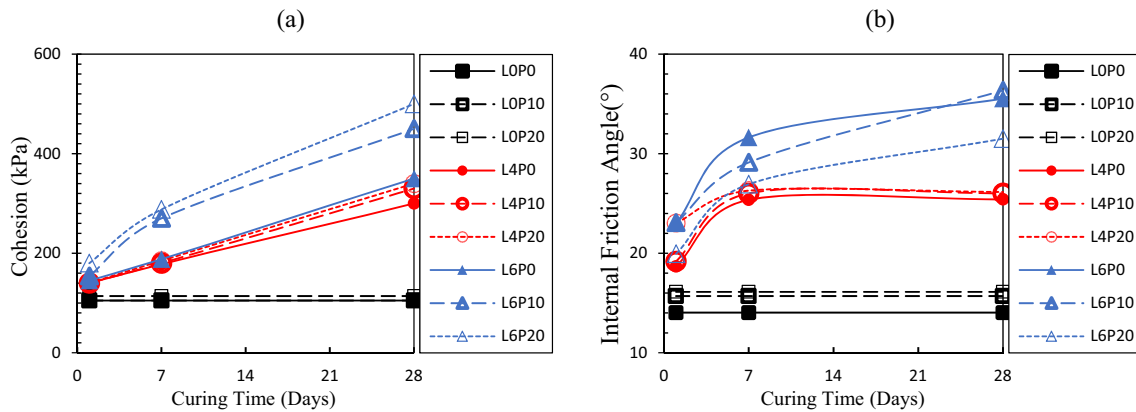 (a)
Cohesion (kPa)
600
400
200
0
0 7 14 21 28
Curing Time (Days)
L0P0
L0P10
L0P20
L4P0
L4P10
L4P20
L6P0
L6P10
L6P20
(b)
Internal Friction Angle(°)
40
30
20
10
0 7 14 21 28
Curing Time (Days)
L0P0
L0P10
L0P20
L4P0
L4P10
L4P20
L6P0
L6P10
L6P20